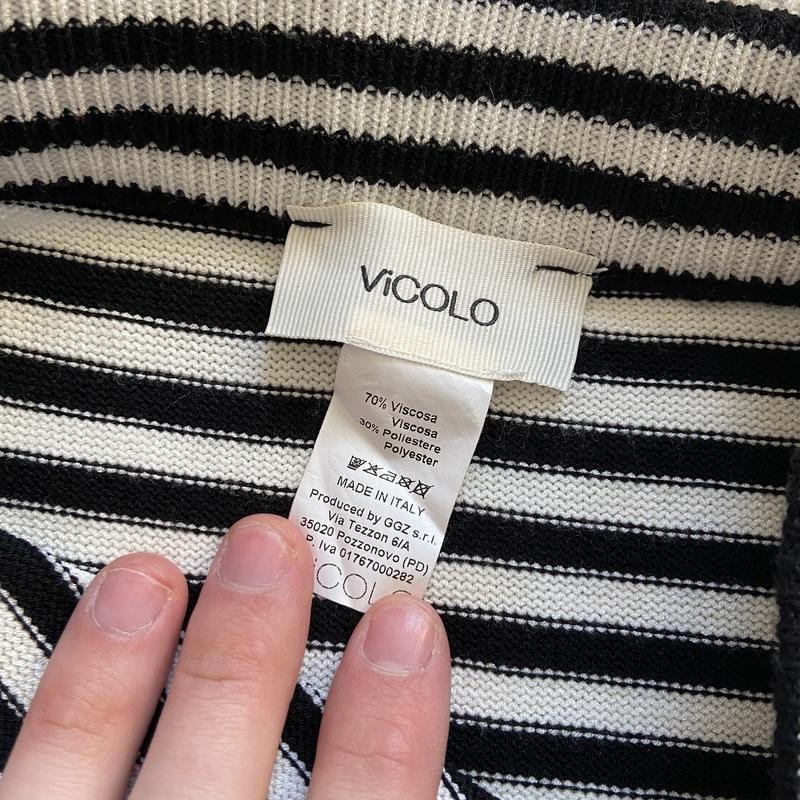 ViCOLO
70% Viscosa
Viscosa
30% Poliestere
Polyester
MADE IN ITALY
Produced by GGZ s.r.l.
Via Tezzon 6/A
35020 Pozzonovo (PD)
P. Iva 01767000282